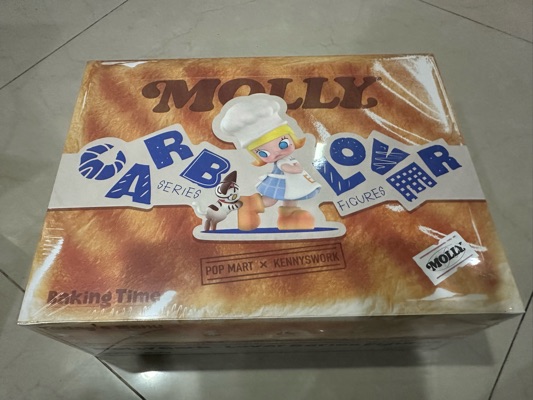 MOLLY
CARB LOVER
SERIES FIGURES
POP MART × KENNYSWORK
MOLLY
Baking Time